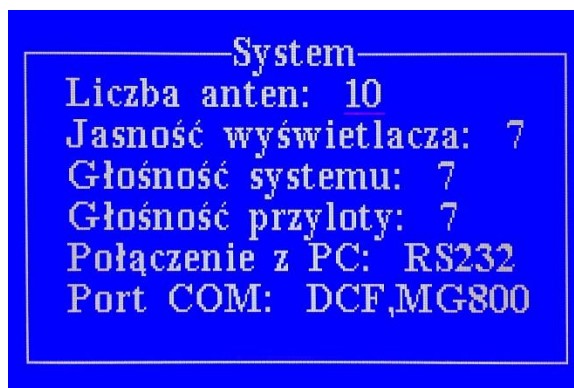 System
Liczba anten: 10
Jasność wyświetlacza: 7
Głośność systemu: 7
Głośność przyloty: 7
Połączenie z PC: RS232
Port COM: DCF,MG800